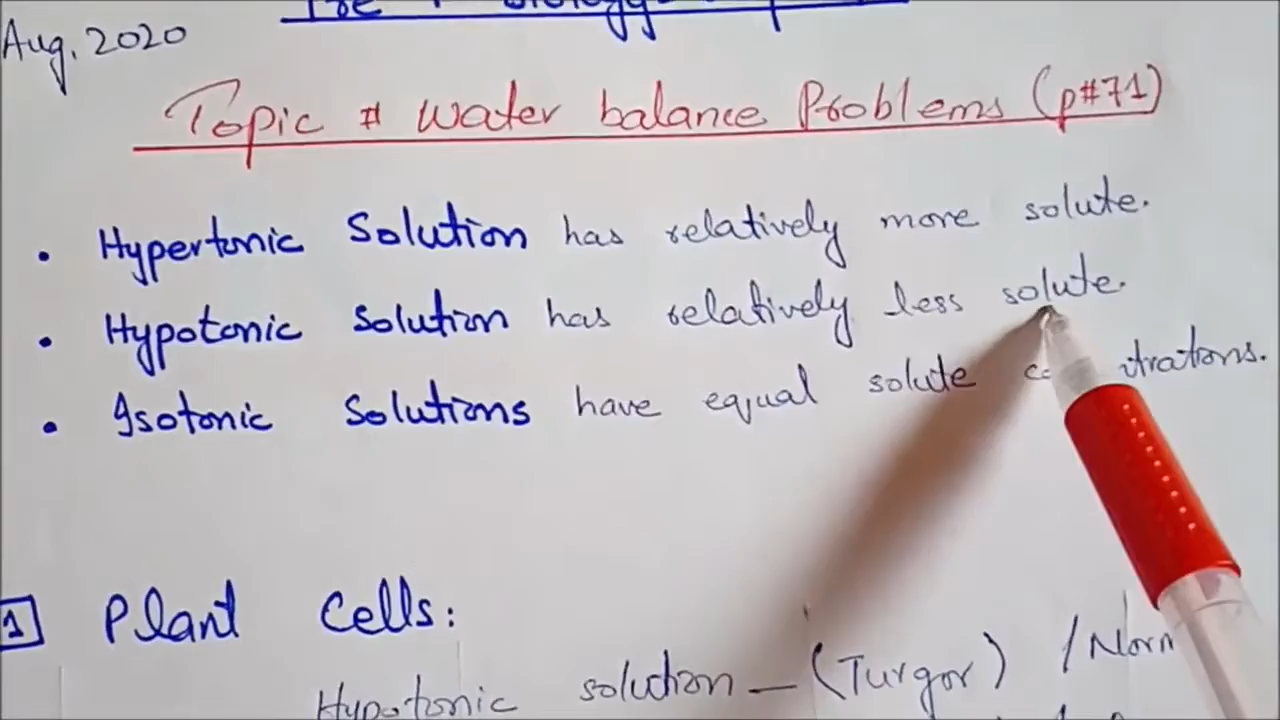 Aug. 2020
Topic # Water balance Problems (p#71)
• Hypertonic Solution has relatively more solute.
• Hypotonic Solution has relatively less solute.
• Isotonic Solutions have equal solute
1 Plant Cells:
Hypotonic solution — (Turgor) /